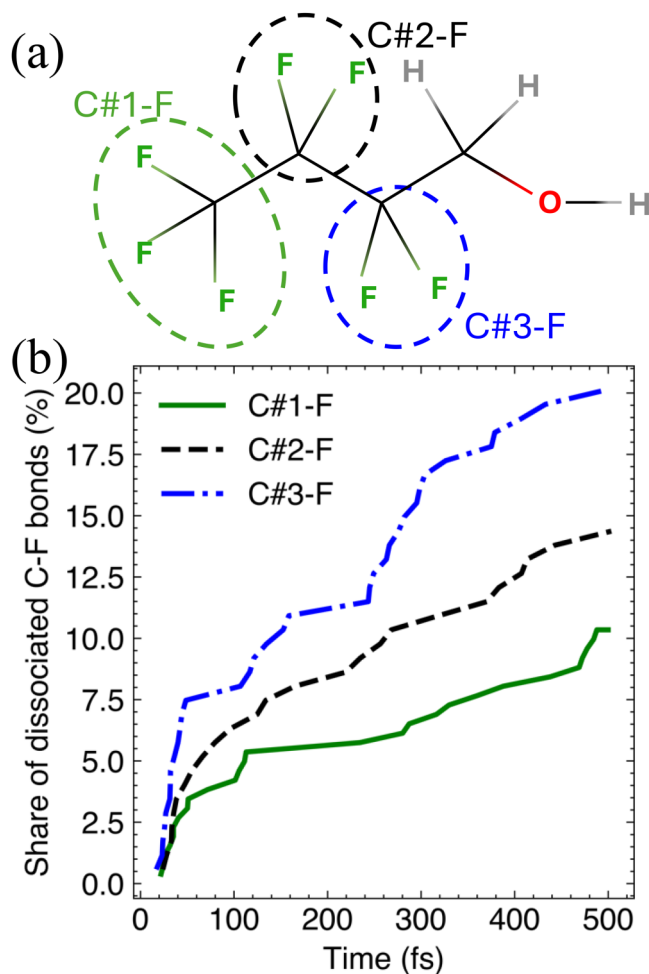 (a)
C#2-F
F F H H
C#1-F
F
F
F
O H
F F
C#3-F
(b)
Share of dissociated C-F bonds (%)
20.0
17.5
15.0
12.5
10.0
7.5
5.0
2.5
0.0
C#1-F
C#2-F
C#3-F
0 100 200 300 400 500
Time (fs)